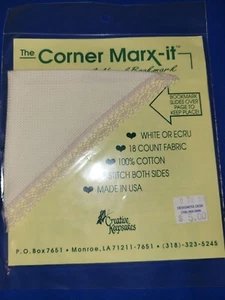 The Corner Marx-it™
BOOKMARK
SLIDES OVER
PAGE TO
KEEP PLACE!
WHITE OR ECRU
18 COUNT FABRIC
100% COTTON
STITCH BOTH SIDES
MADE IN USA
Creative
Keepsakes
P.O. Box 7651 • Monroe, LA 71211-7651 • (318)-323-5245